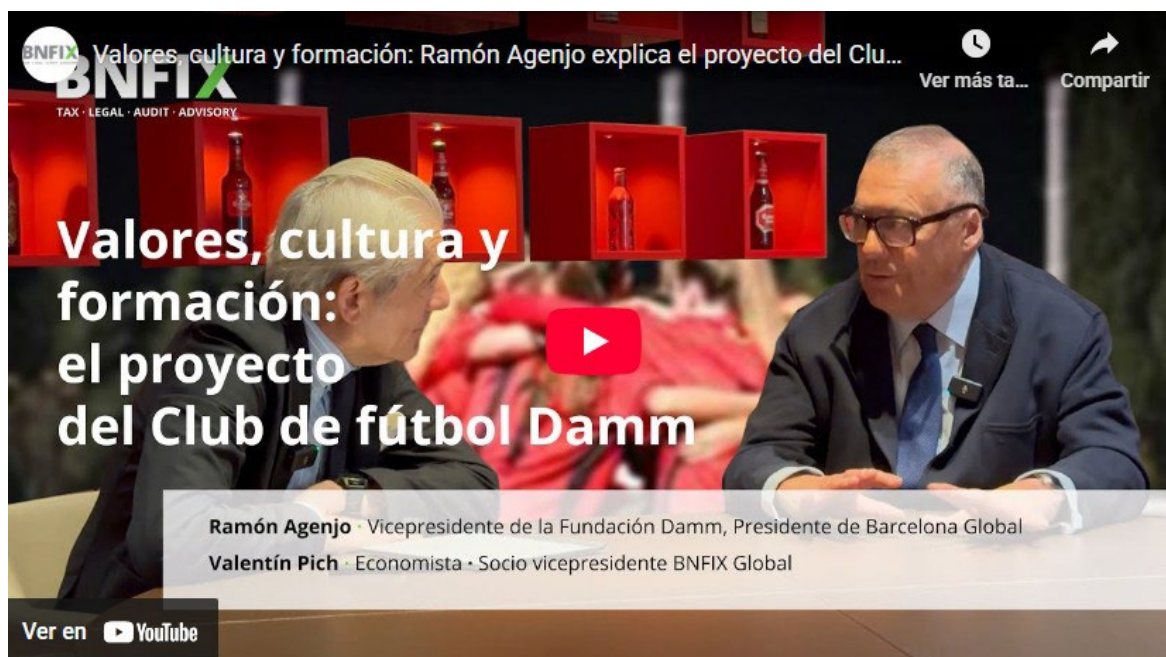 BNFIX
Valores, cultura y formación: Ramón Agenjo explica el proyecto del Clu...
Ver más ta...
Compartir
BNFIX
TAX · LEGAL · AUDIT · ADVISORY
Valores, cultura y
formación:
el proyecto
del Club de fútbol Damm
Ramón Agenjo · Vicepresidente de la Fundación Damm, Presidente de Barcelona Global
Valentín Pich · Economista · Socio vicepresidente BNFIX Global
Ver en YouTube